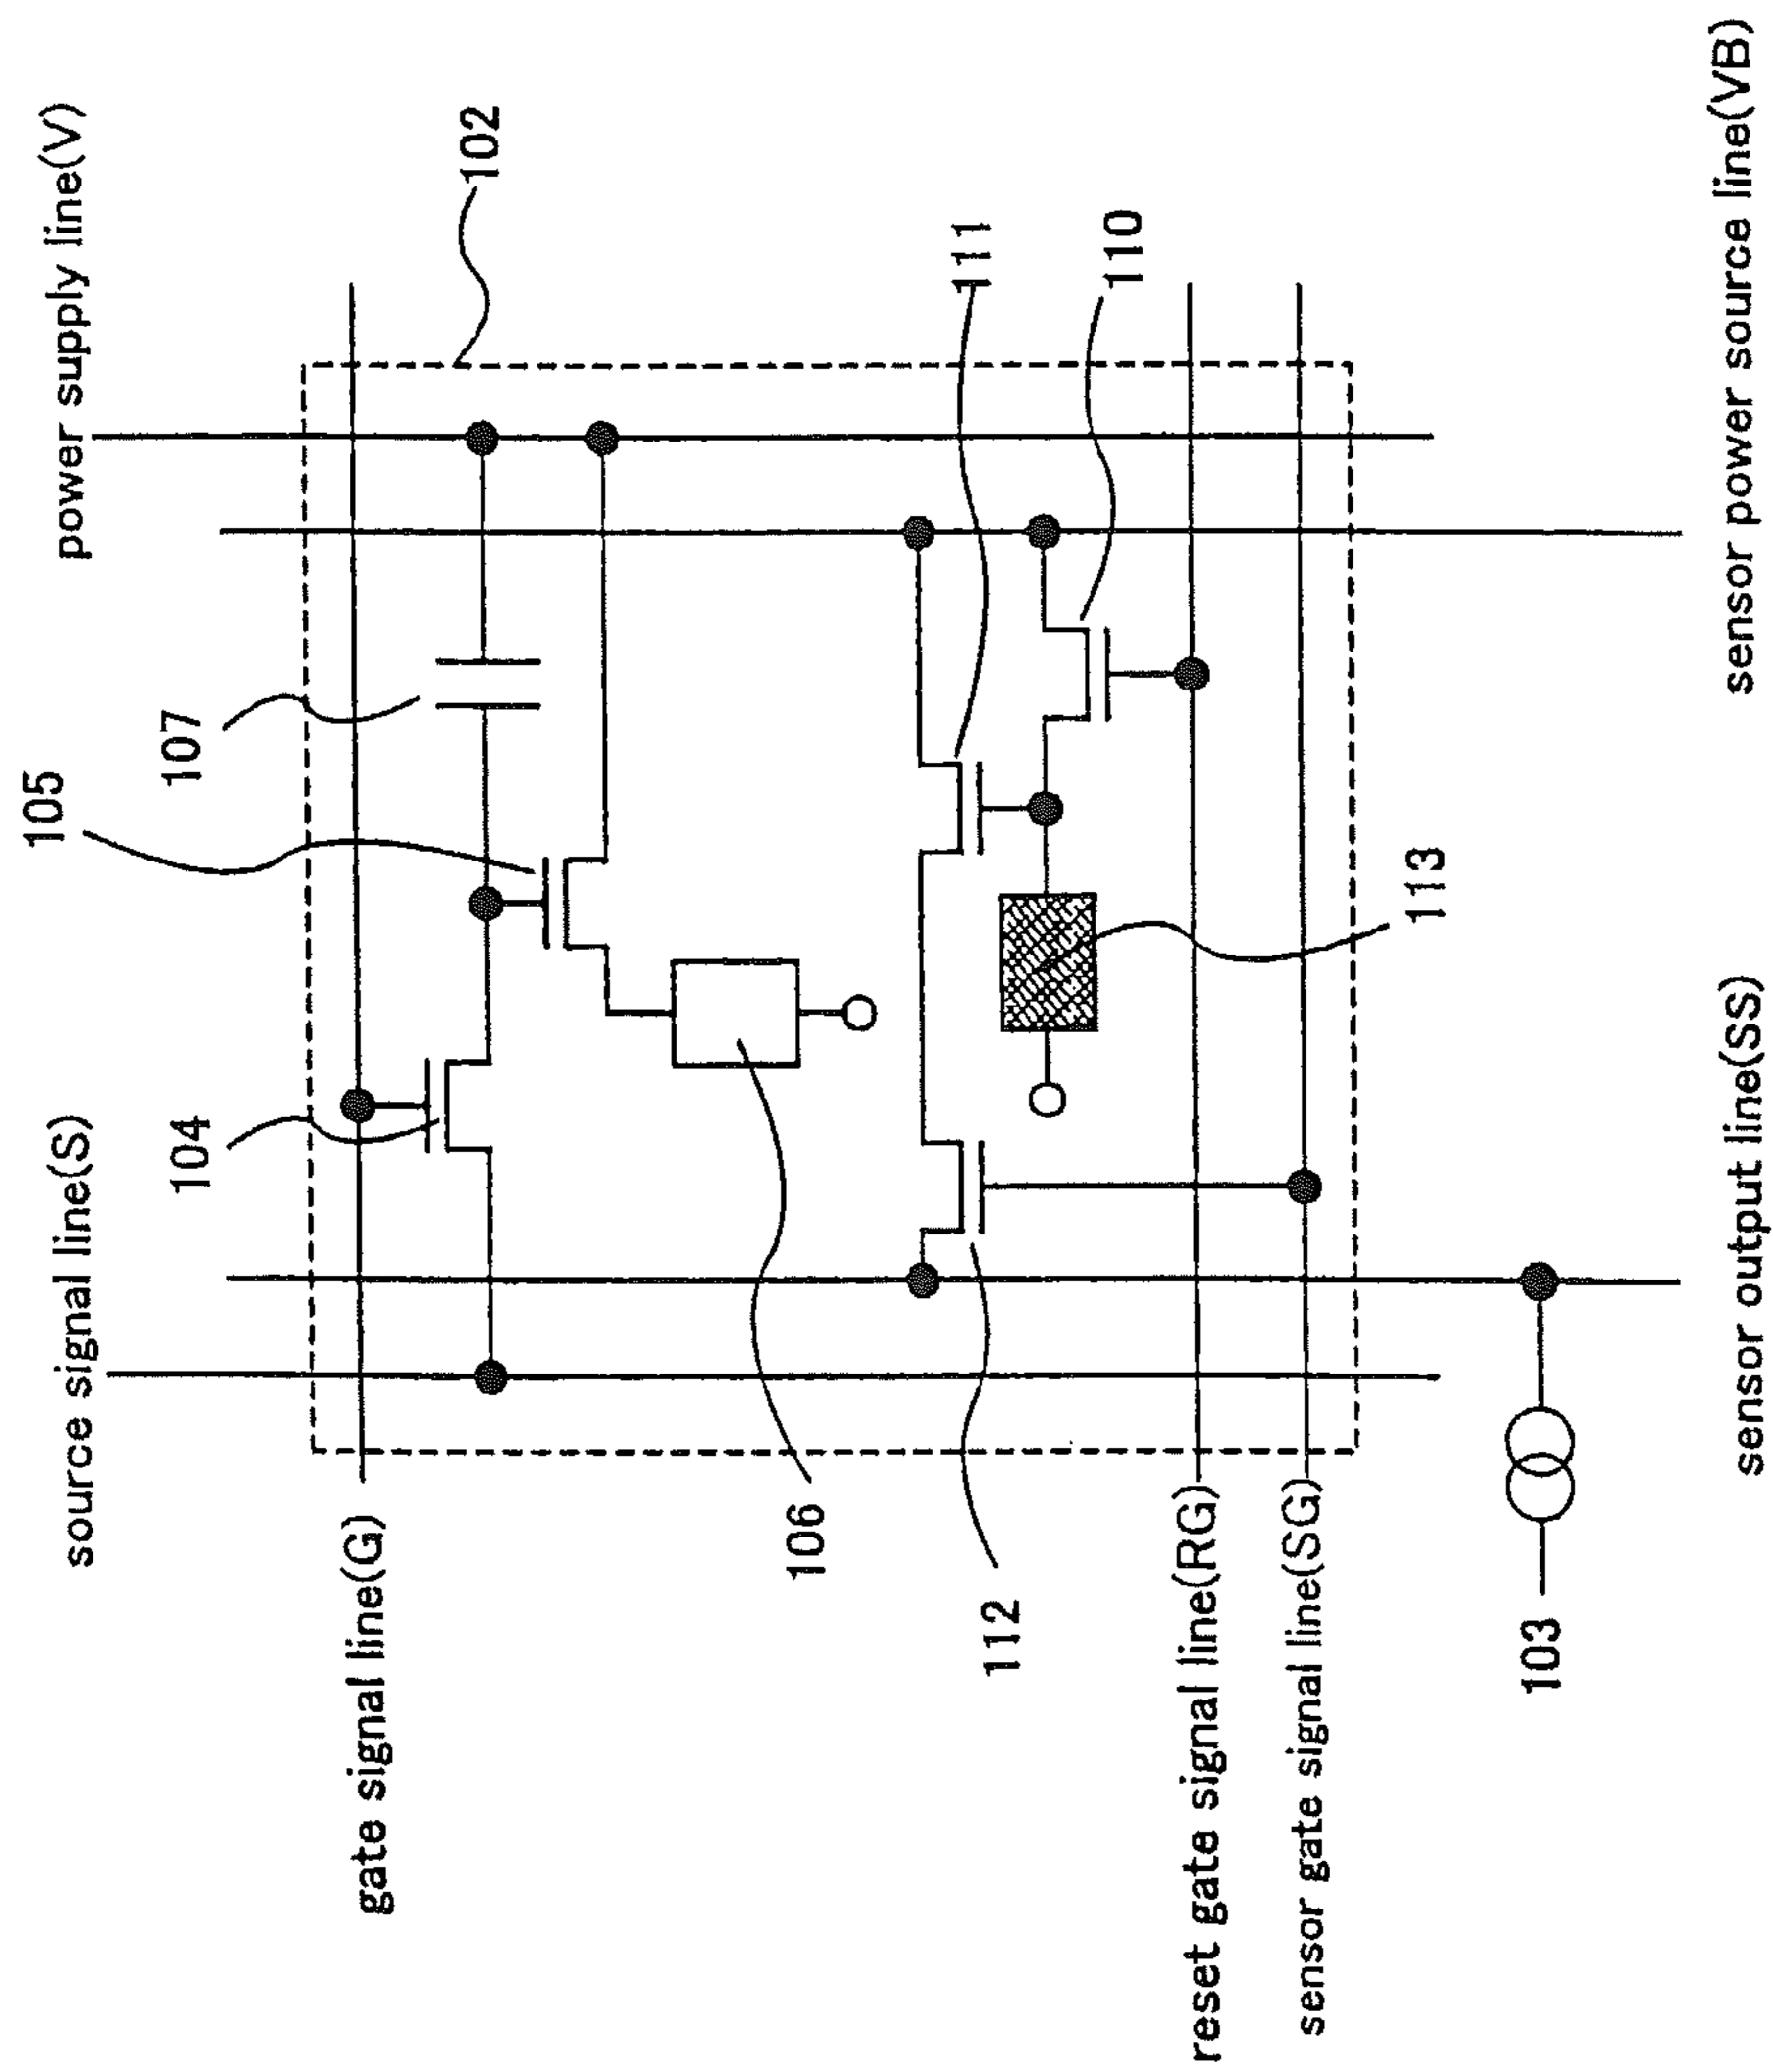 source signal line(S)
power supply line(V)
105
104
107
102
gate signal line(G)
106
111
110
112
113
reset gate signal line(RG)
sensor gate signal line(SG)
103
sensor output line(SS)
sensor power source line(VB)